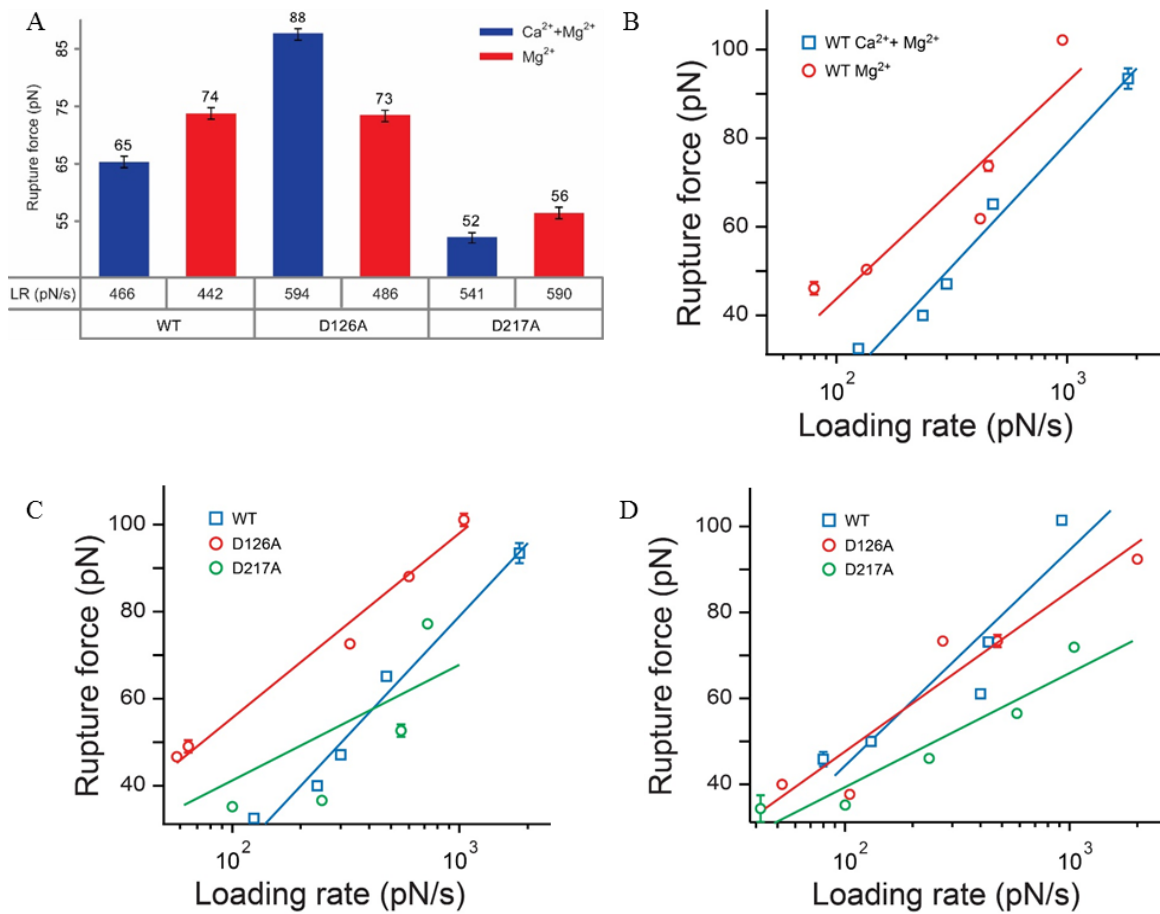 A
Rupture force (pN)
85
75
65
55
65
74
88
73
52
56
Ca²⁺+Mg²⁺
Mg²⁺
LR (pN/s) 466 442 594 486 541 590
WT D126A D217A
B
Rupture force (pN)
100
80
60
40
WT Ca²⁺+ Mg²⁺
WT Mg²⁺
10² 10³
Loading rate (pN/s)
C
Rupture force (pN)
100
80
60
40
WT
D126A
D217A
10² 10³
Loading rate (pN/s)
D
Rupture force (pN)
100
80
60
40
WT
D126A
D217A
10² 10³
Loading rate (pN/s)